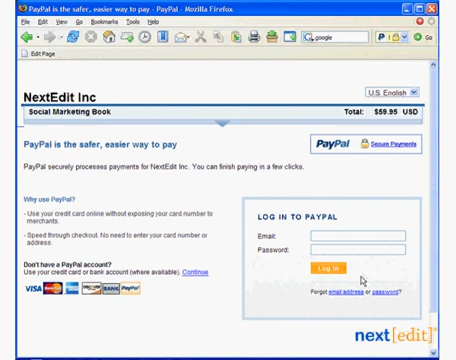 PayPal is the safer, easier way to pay - PayPal - Mozilla Firefox
File Edit View Go Bookmarks Tools Help
google
Go
Edit Page
U.S. English
NextEdit Inc
Social Marketing Book Total: $59.95 USD
PayPal is the safer, easier way to pay
PayPal Secure Payments
PayPal securely processes payments for NextEdit Inc. You can finish paying in a few clicks.
Why use PayPal?
- Use your credit card online without exposing your card number to
merchants.
- Speed through checkout. No need to enter your card number or
address.
Don't have a PayPal account?
Use your credit card or bank account (where available). Continue
VISA DISCOVER BANK PayPal
LOG IN TO PAYPAL
Email:
Password:
Log In
Forgot email address or password?
next[edit]